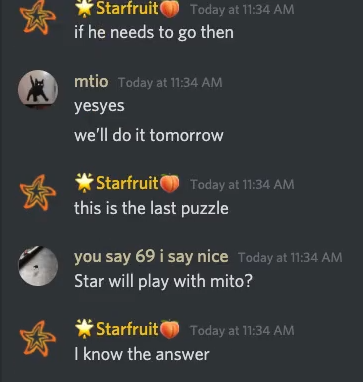 🌟Starfruit🍑 Today at 11:34 AM
if he needs to go then
mtio Today at 11:34 AM
yesyes
we'll do it tomorrow
🌟Starfruit🍑 Today at 11:34 AM
this is the last puzzle
you say 69 i say nice Today at 11:34 AM
Star will play with mito?
🌟Starfruit🍑 Today at 11:34 AM
I know the answer